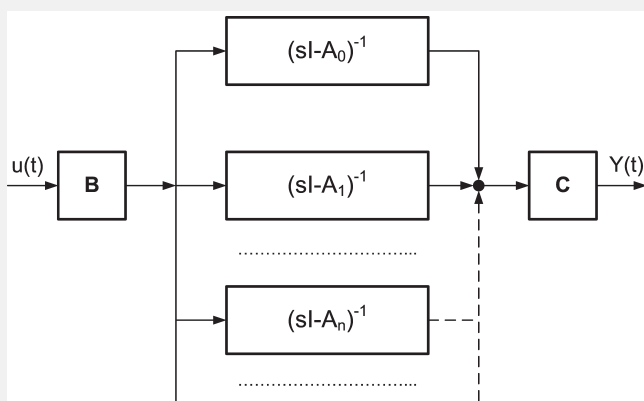 (sI-A₀)⁻¹
u(t)
B
(sI-A₁)⁻¹
C
Y(t)
(sI-Aₙ)⁻¹